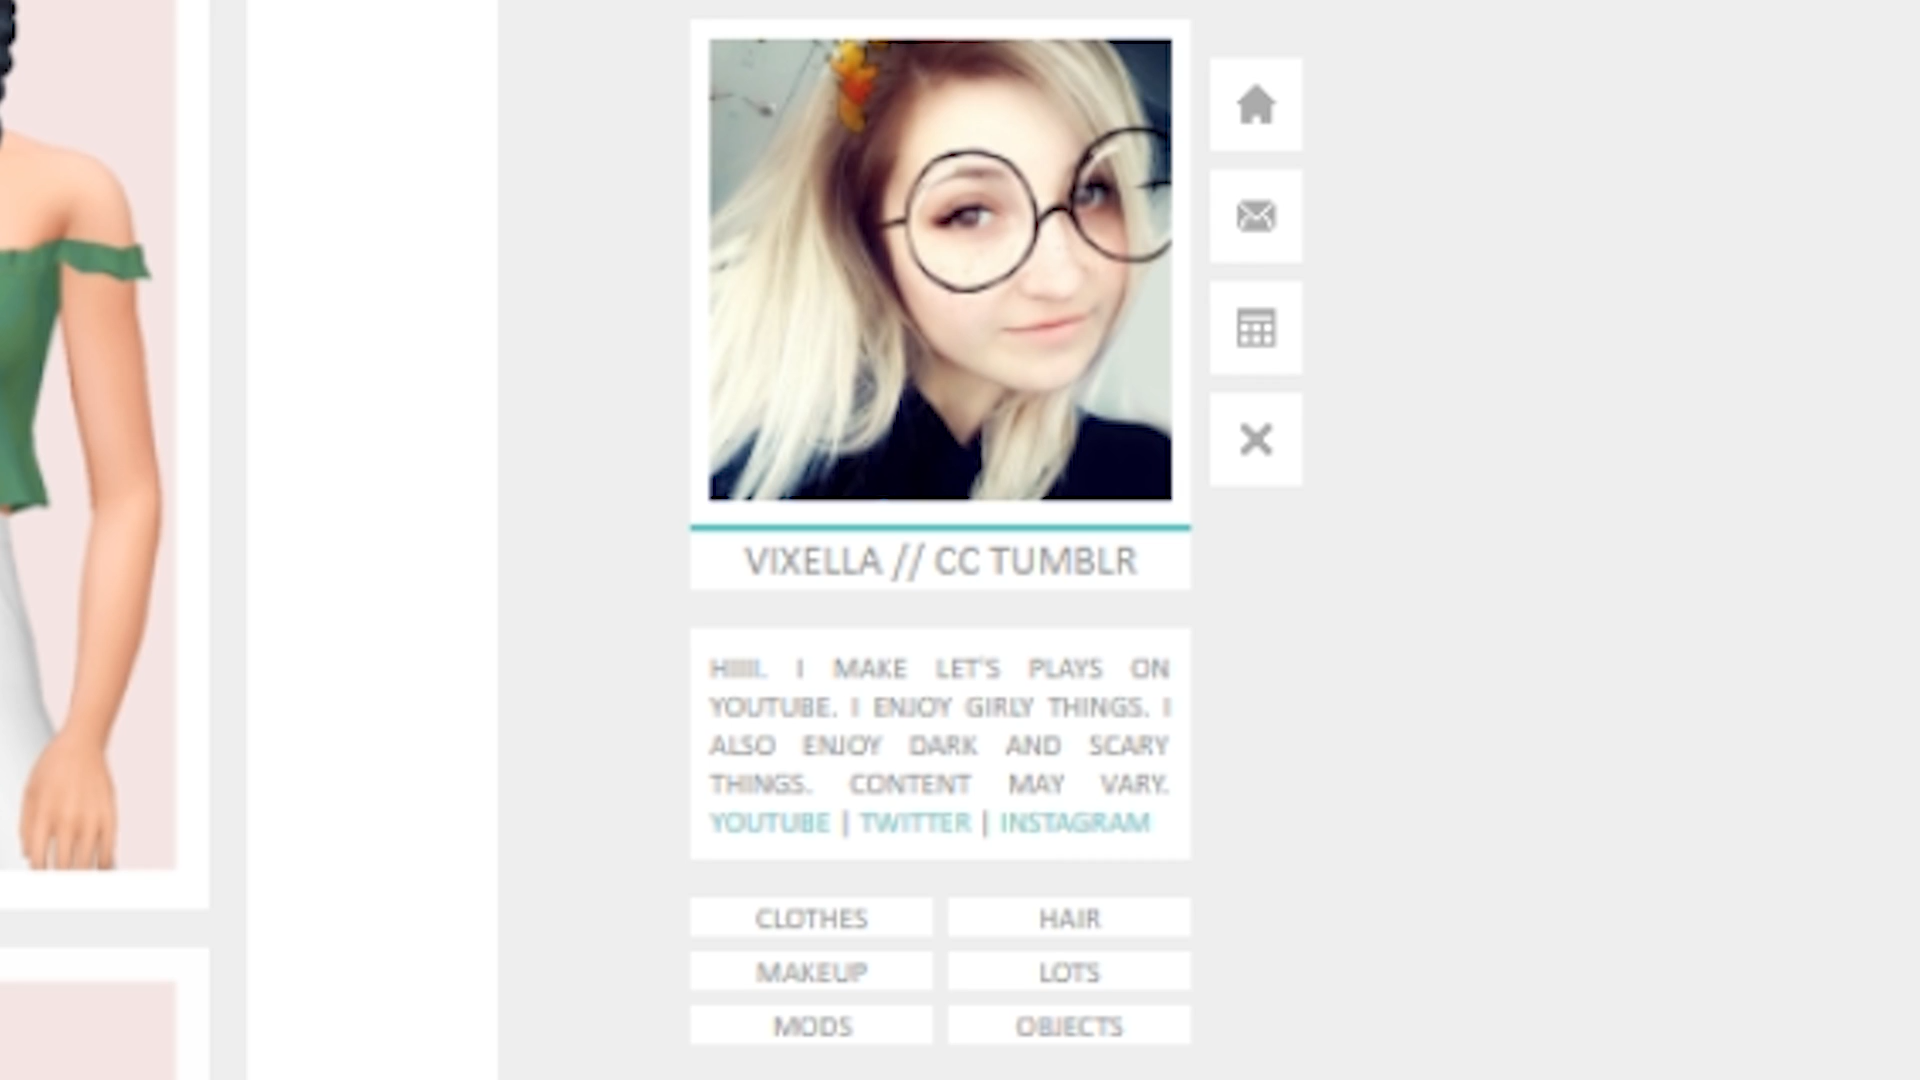 VIXELLA // CC TUMBLR
HIIIII. I MAKE LET'S PLAYS ON
YOUTUBE. I ENJOY GIRLY THINGS. I
ALSO ENJOY DARK AND SCARY
THINGS. CONTENT MAY VARY.
YOUTUBE | TWITTER | INSTAGRAM
CLOTHES HAIR
MAKEUP LOTS
MODS OBJECTS